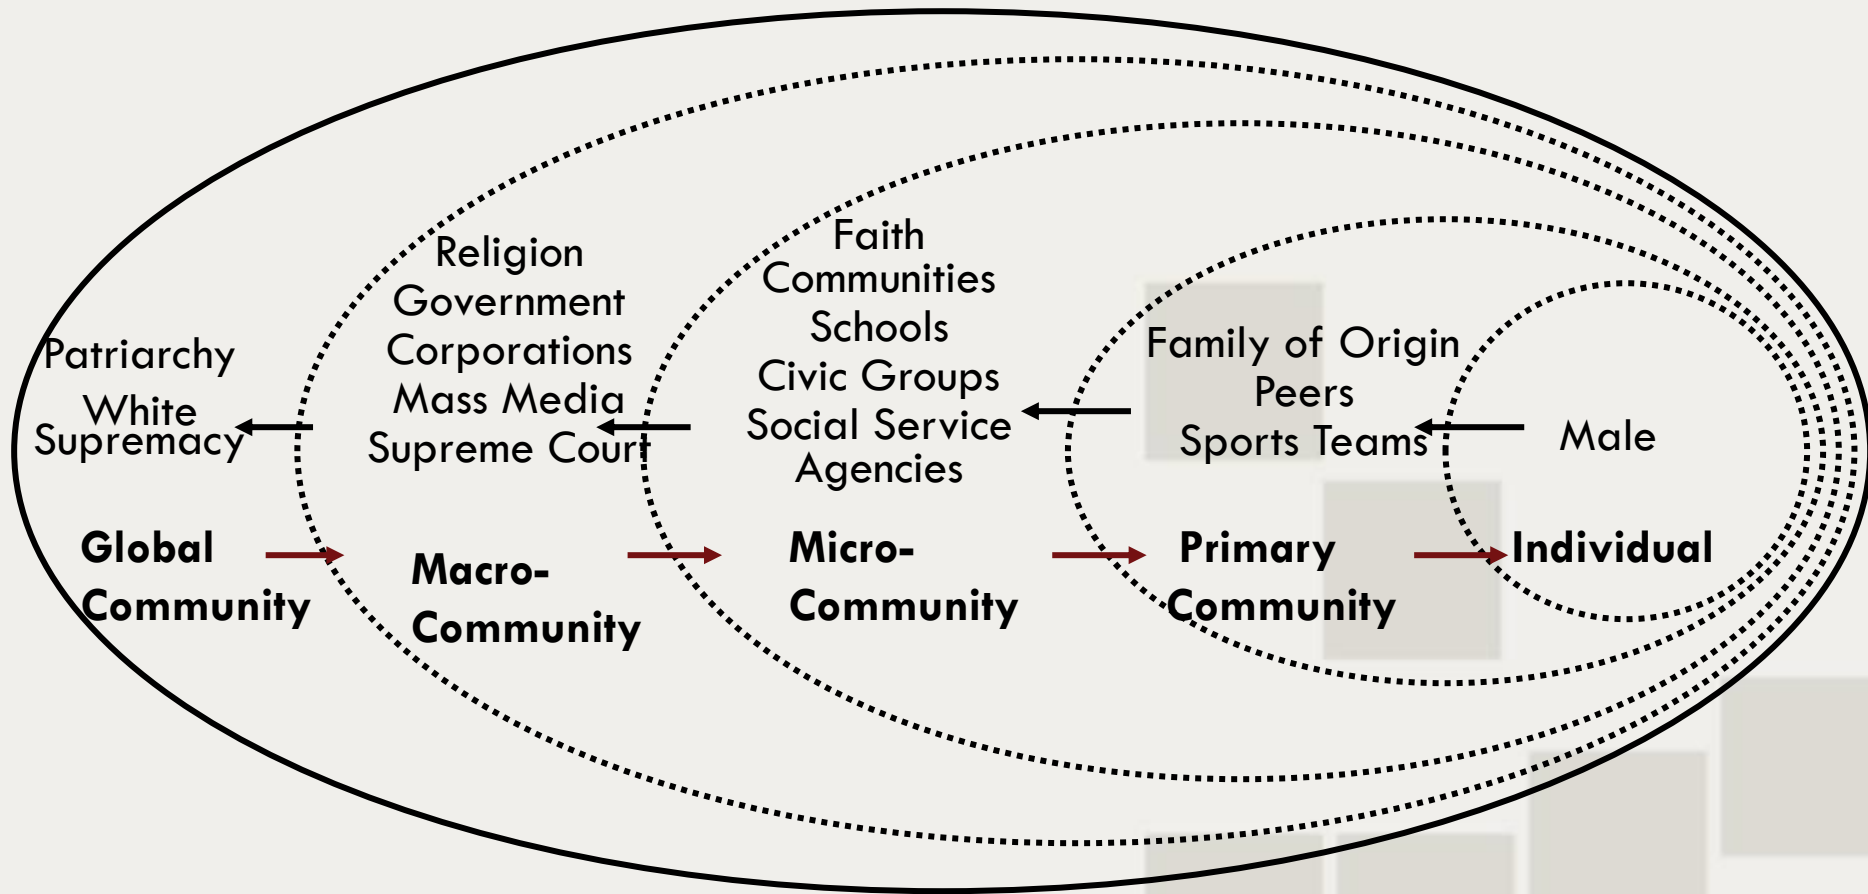 Patriarchy
White
Supremacy
Global
Community
Religion
Government
Corporations
Mass Media
Supreme Court
Macro-
Community
Faith
Communities
Schools
Civic Groups
Social Service
Agencies
Micro-
Community
Family of Origin
Peers
Sports Teams
Primary
Community
Male
Individual